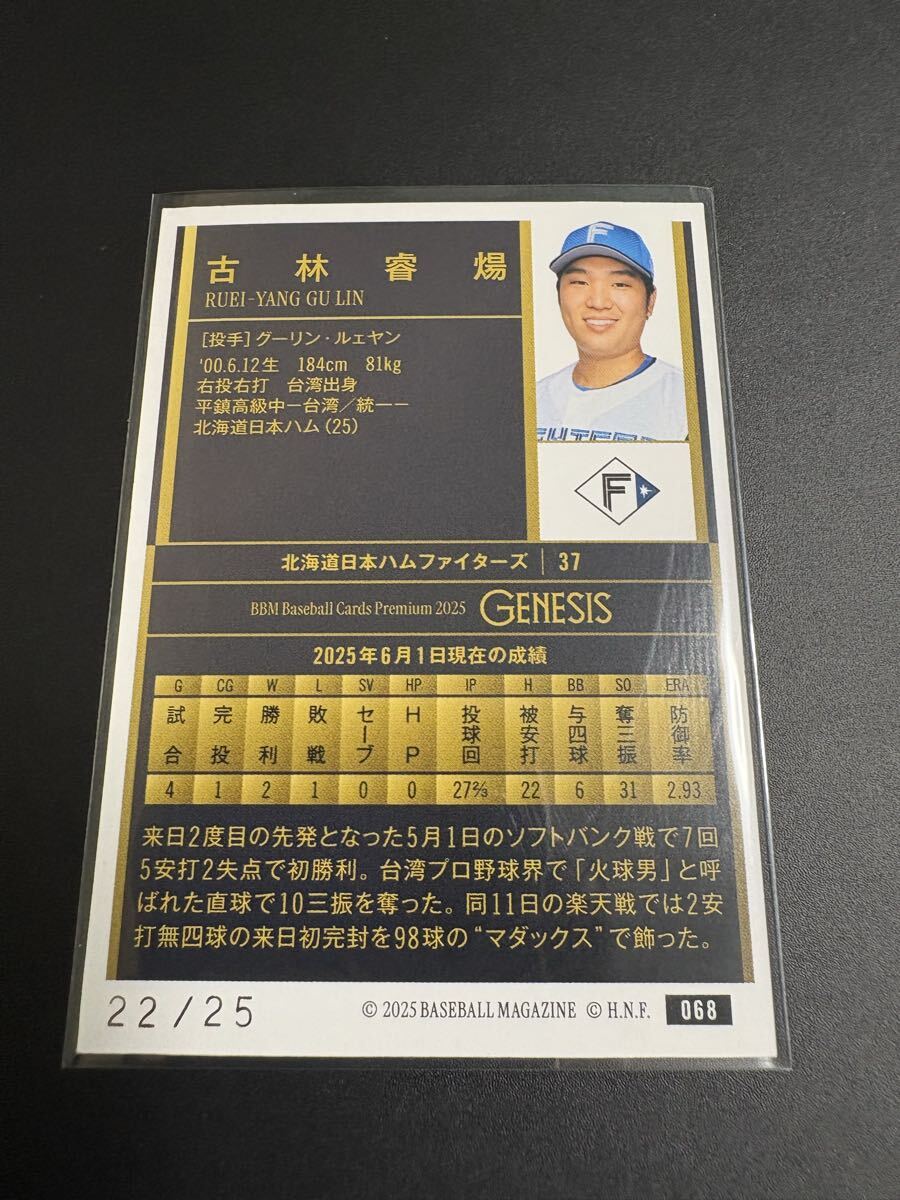 古林睿煬
RUEI-YANG GU LIN
[投手]グーリン・ルェヤン
'00.6.12生 184cm 81kg
右投右打 台湾出身
平鎮高級中ー台湾/統一ー
北海道日本ハム(25)
F
FIGHTERS
F
北海道日本ハムファイターズ | 37
BBM Baseball Cards Premium 2025 GENESIS
2025年6月1日現在の成績
G CG W L SV HP IP H BB SO ERA
試合 完投 勝利 敗戦 セーブ HP 投球回 被安打 与四球 奪三振 防御率
4 1 2 1 0 0 27⅔ 22 6 31 2.93
来日2度目の先発となった5月1日のソフトバンク戦で7回
5安打2失点で初勝利。台湾プロ野球界で「火球男」と呼
ばれた直球で10三振を奪った。同11日の楽天戦では2安
打無四球の来日初完封を98球の“マダックス”で飾った。
22/25
© 2025 BASEBALL MAGAZINE © H.N.F. 068